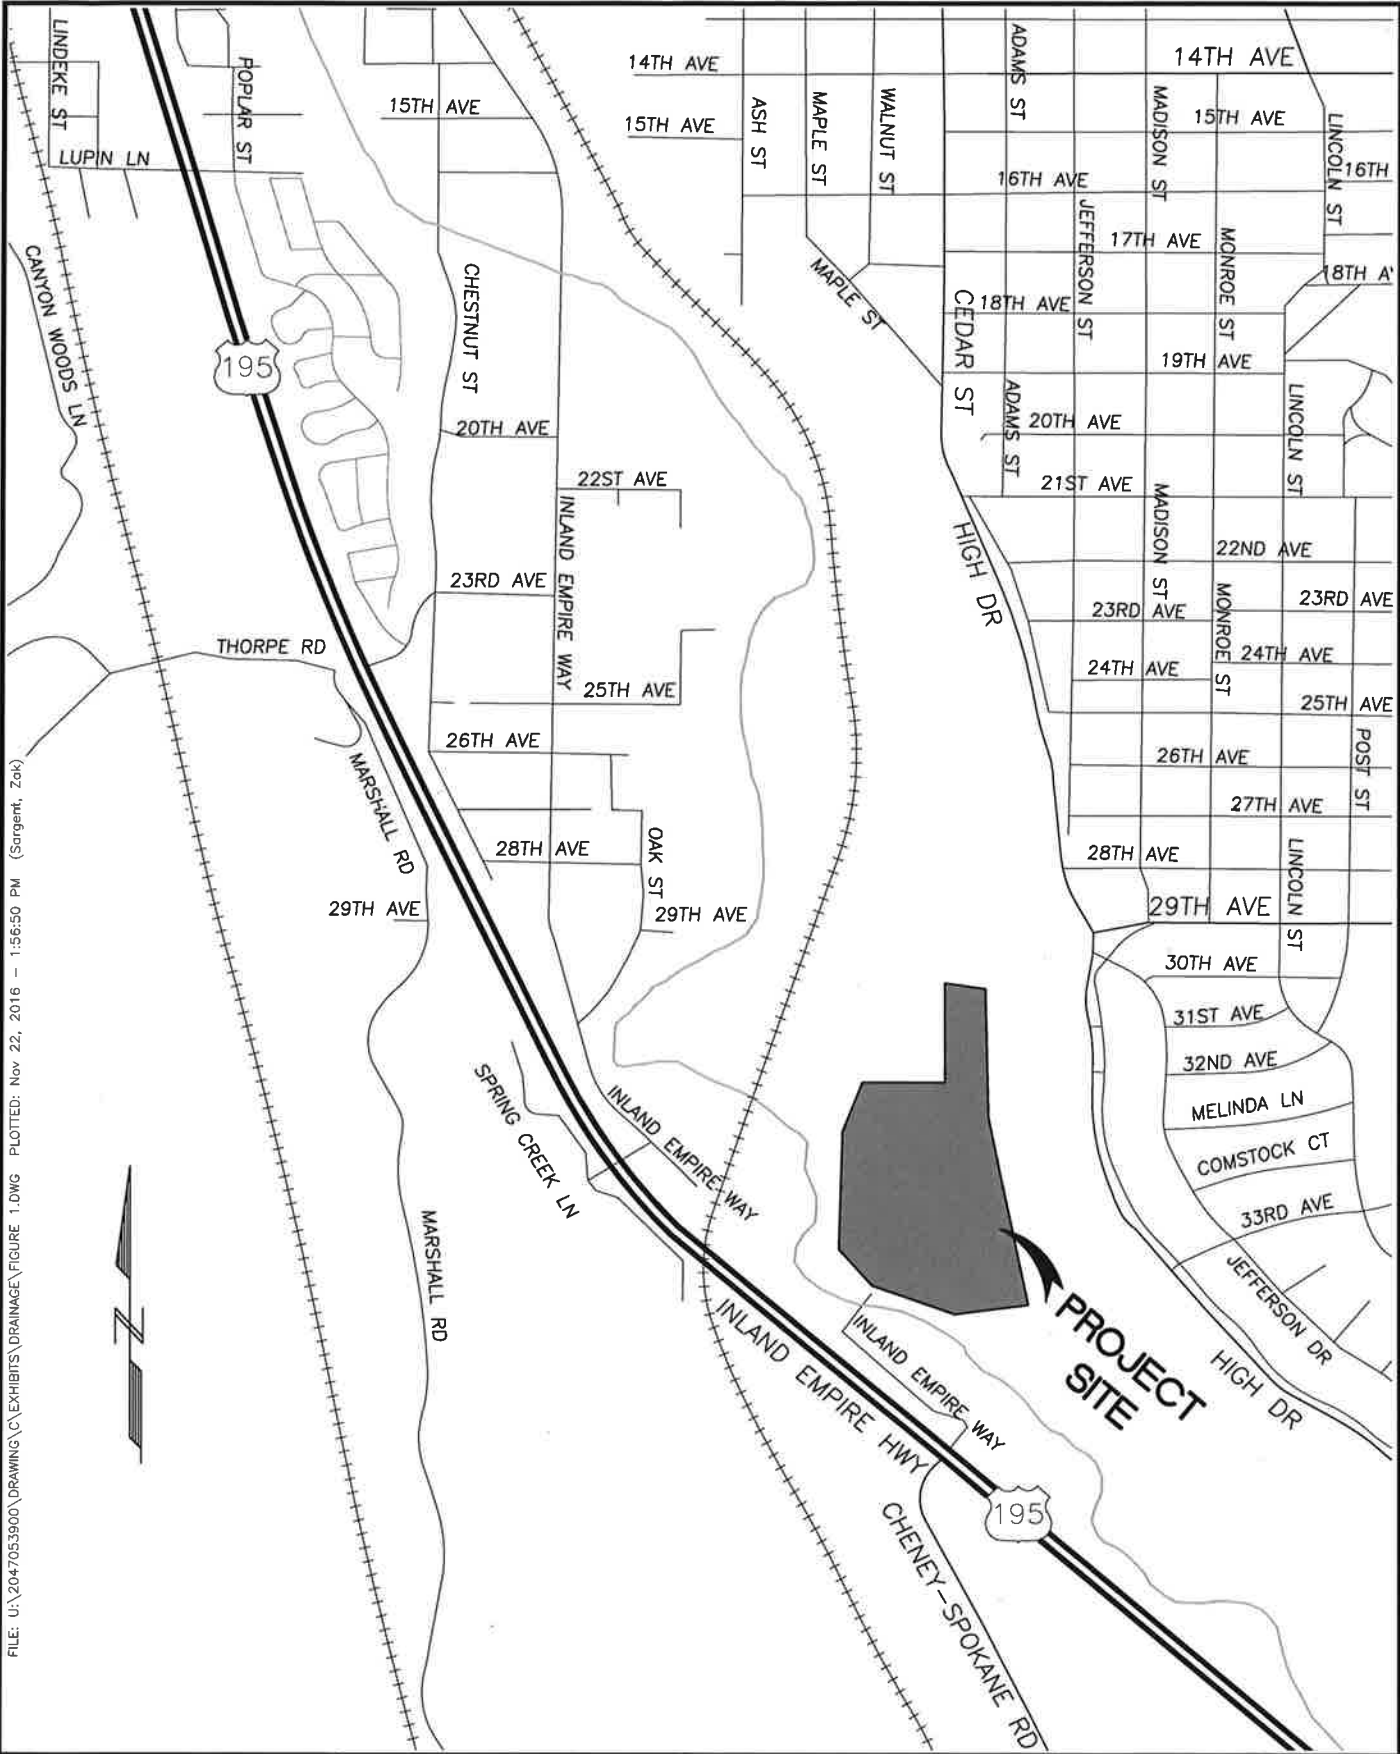 LINDEKE ST
POPLAR ST
LUPIN LN
15TH AVE
14TH AVE
15TH AVE
ASH ST
MAPLE ST
WALNUT ST
ADAMS ST
14TH AVE
MADISON ST
15TH AVE
LINCOLN ST
16TH
16TH AVE
JEFFERSON ST
17TH AVE
MONROE ST
18TH A
CANYON WOODS LN
195
CHESTNUT ST
MAPLE ST
CEDAR ST
18TH AVE
19TH AVE
ADAMS ST
20TH AVE
LINCOLN ST
20TH AVE
22ST AVE
21ST AVE
MADISON ST
INLAND EMPIRE WAY
HIGH DR
22ND AVE
23RD AVE
23RD AVE
MONROE ST
23RD AVE
THORPE RD
24TH AVE
24TH AVE
25TH AVE
25TH AVE
26TH AVE
26TH AVE
POST ST
MARSHALL RD
27TH AVE
28TH AVE
OAK ST
28TH AVE
LINCOLN ST
29TH AVE
29TH AVE
29TH AVE
30TH AVE
31ST AVE
32ND AVE
SPRING CREEK LN
INLAND EMPIRE WAY
MELINDA LN
COMSTOCK CT
33RD AVE
MARSHALL RD
JEFFERSON DR
PROJECT
SITE
INLAND EMPIRE HWY
INLAND EMPIRE WAY
HIGH DR
195
CHENEY-SPOKANE RD
N
FILE: U:\2047053900\DRAWING\C\EXHIBITS\DRAINAGE\FIGURE 1.DWG PLOTTED: Nov 22, 2016 - 1:56:50 PM (Sargent, Zak)